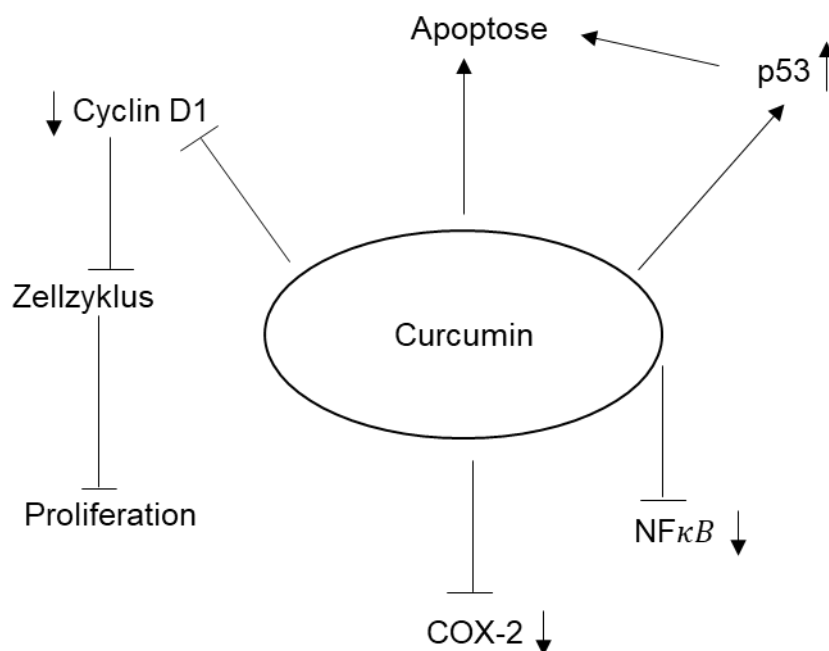 Apoptose
p53
Cyclin D1
Zellzyklus
Curcumin
Proliferation
NFκB
COX-2